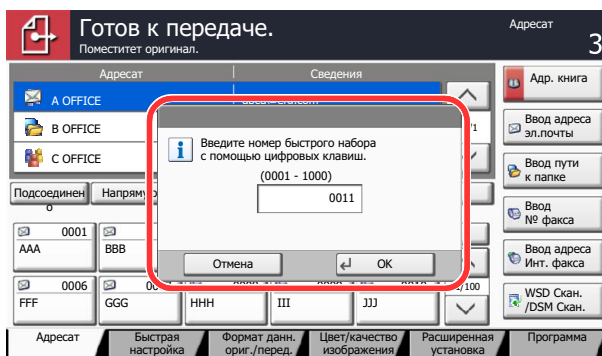 Готов к передаче.
Поместитет оригинал.
Адресат
3
Адресат
Сведения
A OFFICE
B OFFICE
C OFFICE
Введите номер быстрого набора
с помощью цифровых клавиш.
(0001 - 1000)
0011
Отмена
OK
Подсоединен
о
0001
AAA
BBB
0006
FFF
GGG
HHH
III
JJJ
/100
Адр. книга
Ввод адреса
эл.почты
Ввод пути
к папке
Ввод
№ факса
Ввод адреса
Инт. факса
WSD Скан.
/DSM Скан.
Адресат
Быстрая
настройка
Формат данн.
ориг./перед.
Цвет/качество
изображения
Расширенная
установка
Программа